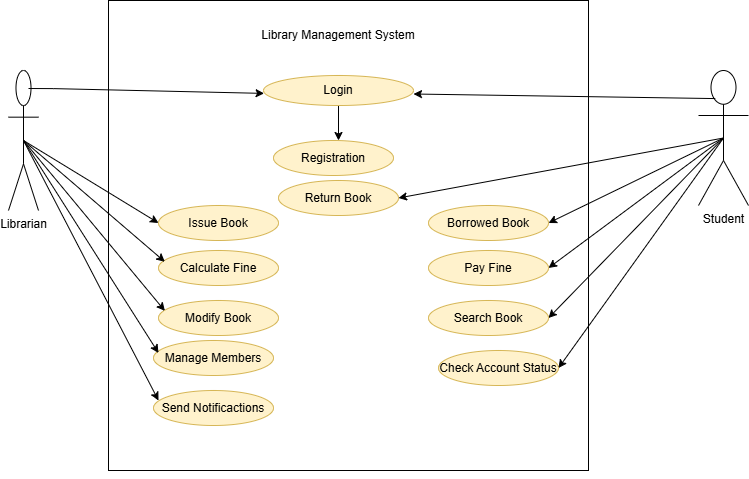 Library Management System
Login
Registration
Return Book
Librarian
Student
Issue Book
Borrowed Book
Calculate Fine
Pay Fine
Modify Book
Search Book
Manage Members
Check Account Status
Send Notificactions